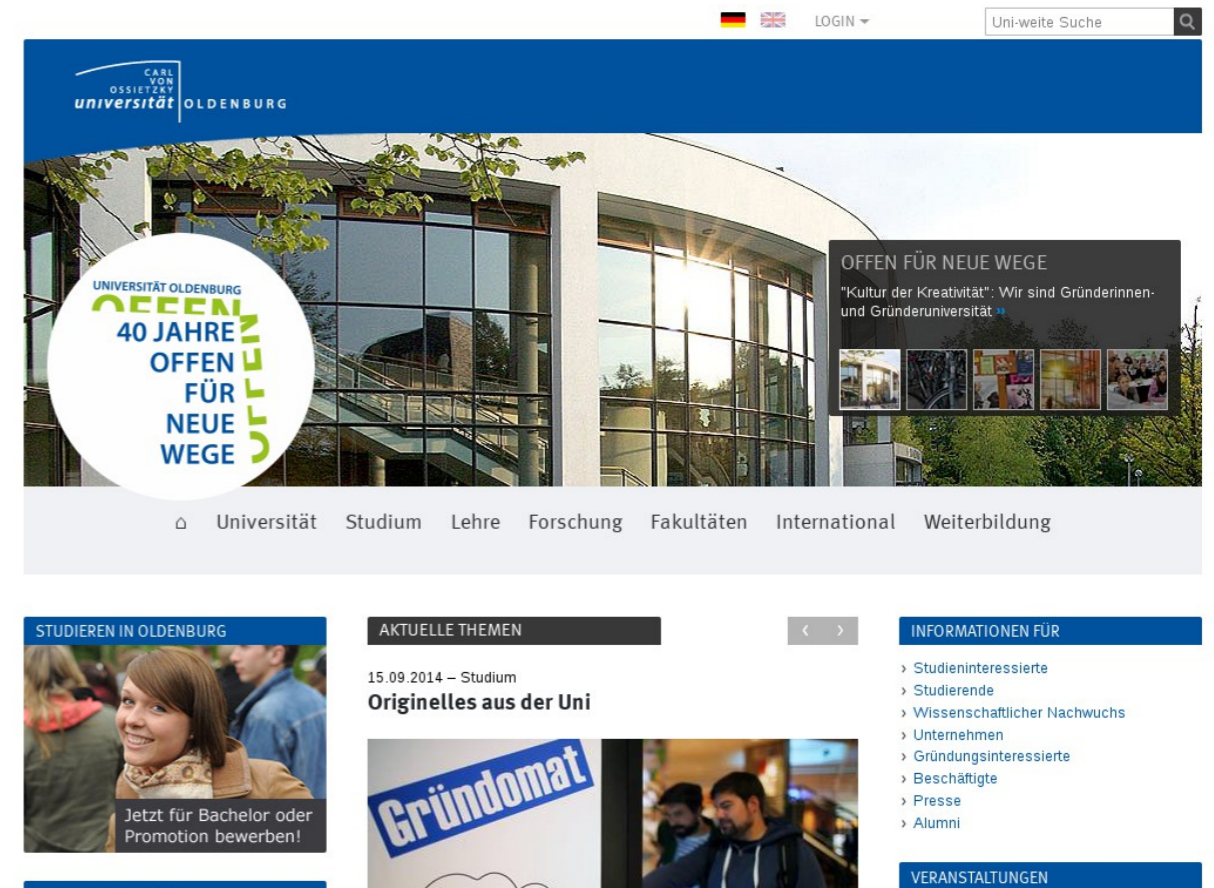 LOGIN
Uni-weite Suche
CARL
VON
OSSIETZKY
universität OLDENBURG
UNIVERSITÄT OLDENBURG
OFFEN
OFFEN
40 JAHRE
OFFEN
FÜR
NEUE
WEGE
OFFEN FÜR NEUE WEGE
"Kultur der Kreativität": Wir sind Gründerinnen-
und Gründeruniversität »
Universität Studium Lehre Forschung Fakultäten International Weiterbildung
STUDIEREN IN OLDENBURG
Jetzt für Bachelor oder
Promotion bewerben!
AKTUELLE THEMEN
‹ ›
15.09.2014 – Studium
Originelles aus der Uni
Gründomat
INFORMATIONEN FÜR
› Studieninteressierte
› Studierende
› Wissenschaftlicher Nachwuchs
› Unternehmen
› Gründungsinteressierte
› Beschäftigte
› Presse
› Alumni
VERANSTALTUNGEN